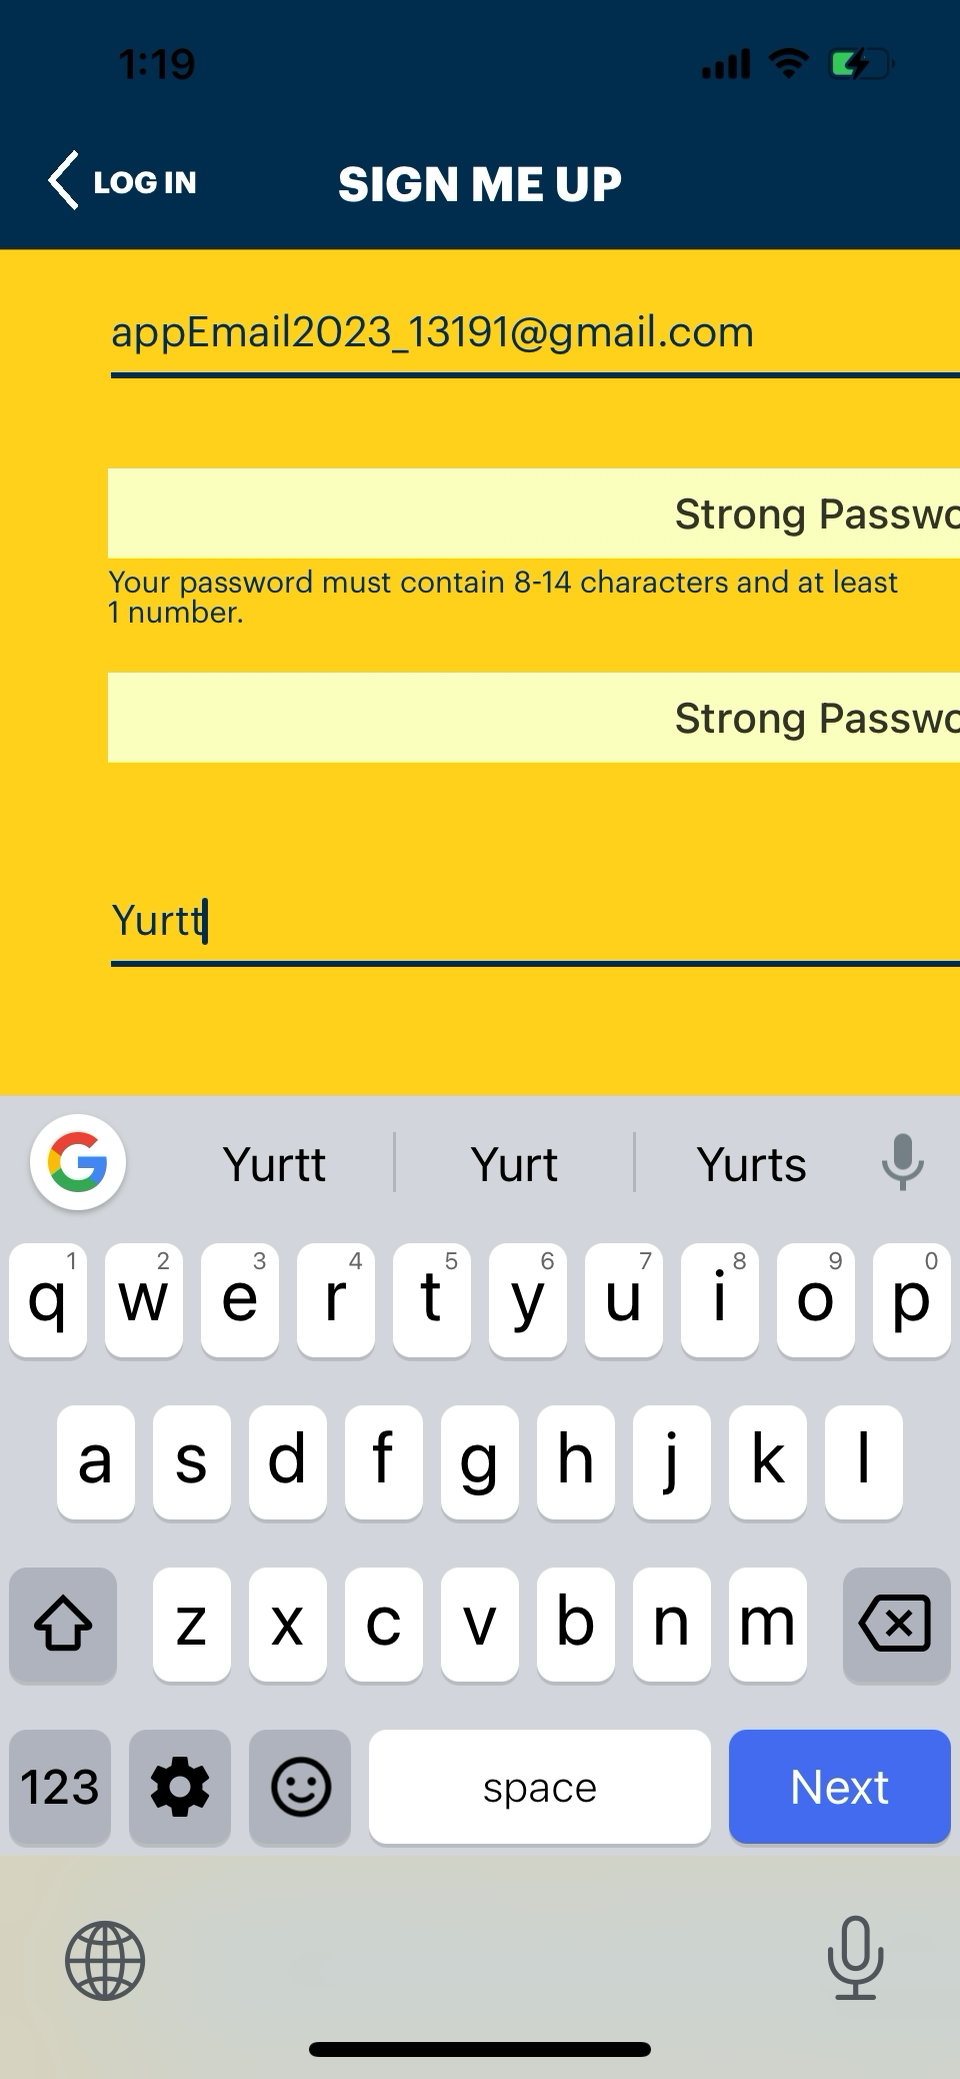 1:19
LOG IN
SIGN ME UP
appEmail2023_13191@gmail.com
Strong Passwo
Your password must contain 8-14 characters and at least
1 number.
Strong Passwo
Yurtt
Yurtt Yurt Yurts
1 2 3 4 5 6 7 8 9 0
q w e r t y u i o p
a s d f g h j k l
z x c v b n m
123 space Next